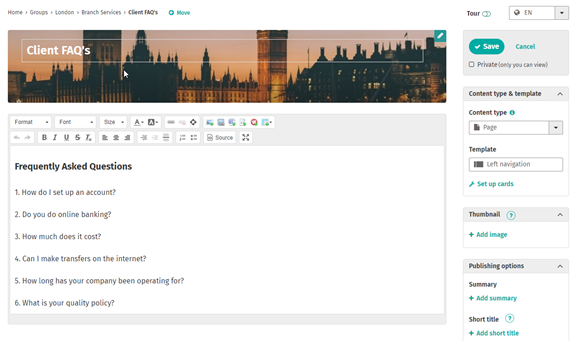 Home › Groups › London › Branch Services › Client FAQ's Move
Tour EN
Client FAQ's
Save Cancel
Private (only you can view)
Format Font Size A A
B I U S Tx Source
Frequently Asked Questions
1. How do I set up an account?
2. Do you do online banking?
3. How much does it cost?
4. Can I make transfers on the internet?
5. How long has your company been operating for?
6. What is your quality policy?
Content type & template
Content type
Page
Template
Left navigation
Set up cards
Thumbnail ?
+ Add image
Publishing options
Summary
+ Add summary
Short title ?
+ Add short title